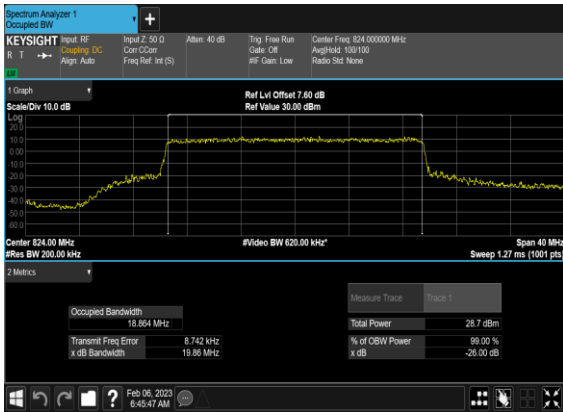 Spectrum Analyzer 1
Occupied BW
+
KEYSIGHT Input: RF Input Z: 50 Ω Atten: 40 dB Trig: Free Run Center Freq: 824.000000 MHz
R T Coupling: DC Corr CCorr Gate: Off Avg|Hold: 100/100
Align: Auto Freq Ref: Int (S) #IF Gain: Low Radio Std: None
1 Graph
Ref Lvl Offset 7.60 dB
Scale/Div 10.0 dB Ref Value 30.00 dBm
Log
20.0
10.0
0.00
-10.0
-20.0
-30.0
-40.0
-50.0
-60.0
Center 824.00 MHz #Video BW 620.00 kHz* Span 40 MHz
#Res BW 200.00 kHz Sweep 1.27 ms (1001 pts)
2 Metrics
Measure Trace Trace 1
Occupied Bandwidth
18.864 MHz Total Power 28.7 dBm
Transmit Freq Error 8.742 kHz % of OBW Power 99.00 %
x dB Bandwidth 19.86 MHz x dB -26.00 dB
? Feb 06, 2023
6:45:47 AM